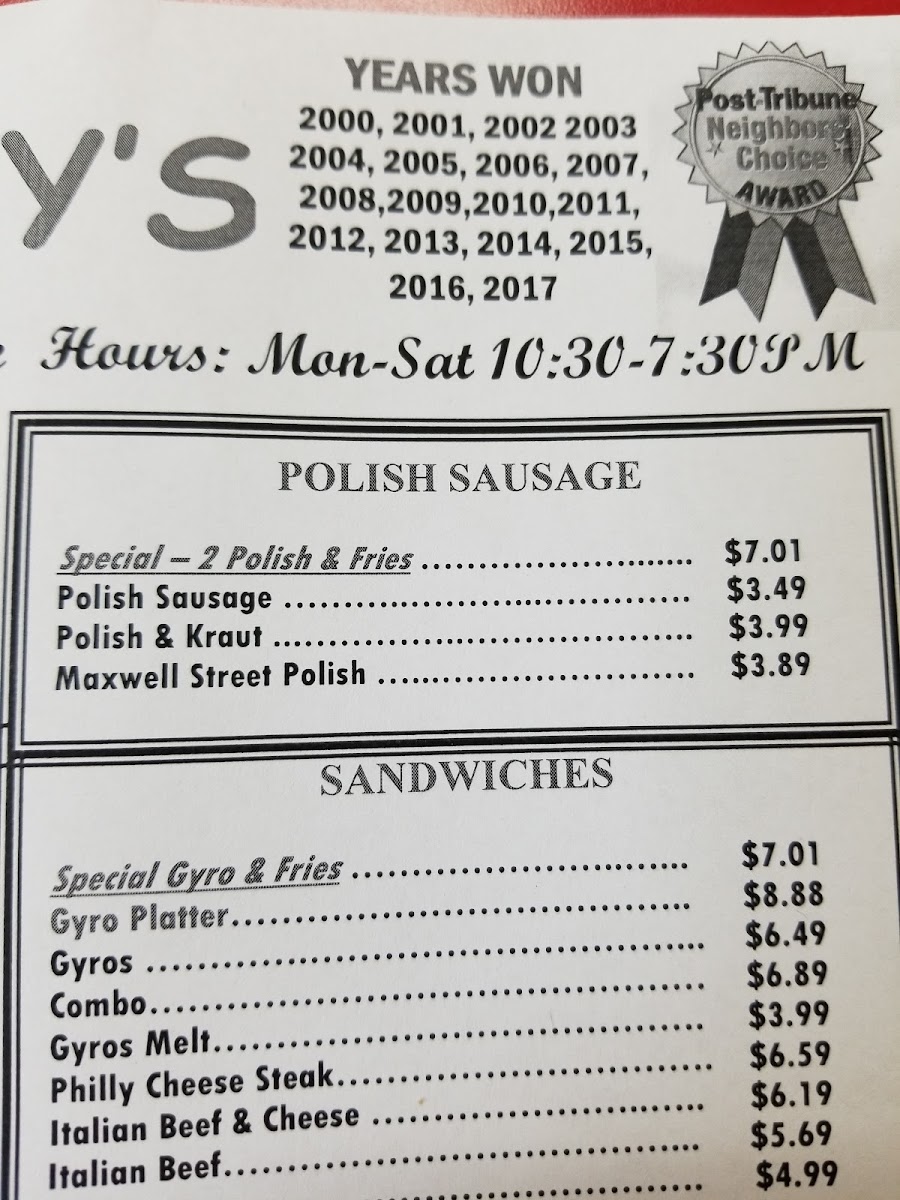 Y's
YEARS WON
2000, 2001, 2002 2003
2004, 2005, 2006, 2007,
2008,2009,2010,2011,
2012, 2013, 2014, 2015,
2016, 2017
Post-Tribune
Neighbors
Choice
AWARD
Hours: Mon-Sat 10:30-7:30PM
POLISH SAUSAGE
Special – 2 Polish & Fries ........................... $7.01
Polish Sausage ........................................ $3.49
Polish & Kraut ......................................... $3.99
Maxwell Street Polish ............................... $3.89
SANDWICHES
Special Gyro & Fries ................................. $7.01
Gyro Platter............................................. $8.88
Gyros ..................................................... $6.49
Combo.................................................... $6.89
Gyros Melt............................................... $3.99
Philly Cheese Steak................................... $6.59
Italian Beef & Cheese ............................... $6.19
Italian Beef.............................................. $5.69
$4.99